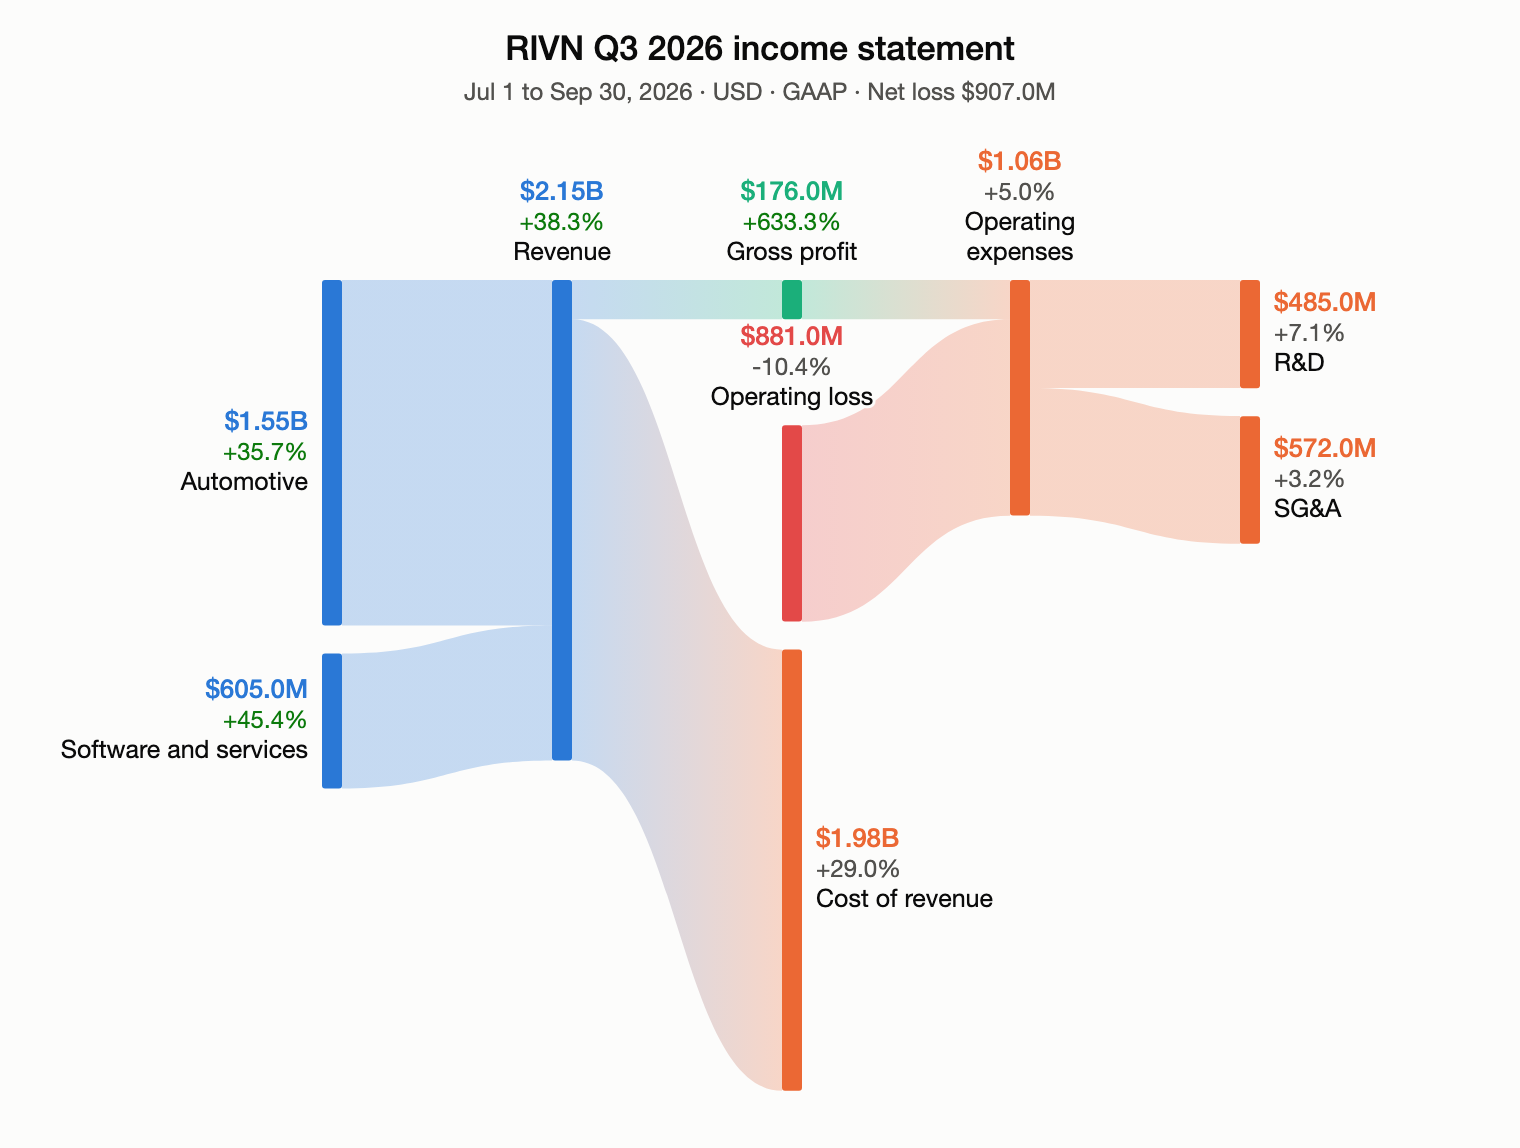 RIVN Q3 2026 income statement
Jul 1 to Sep 30, 2026 · USD · GAAP · Net loss $907.0M
$1.55B
+35.7%
Automotive
$605.0M
+45.4%
Software and services
$2.15B
+38.3%
Revenue
$176.0M
+633.3%
Gross profit
$881.0M
-10.4%
Operating loss
$1.98B
+29.0%
Cost of revenue
$1.06B
+5.0%
Operating
expenses
$485.0M
+7.1%
R&D
$572.0M
+3.2%
SG&A